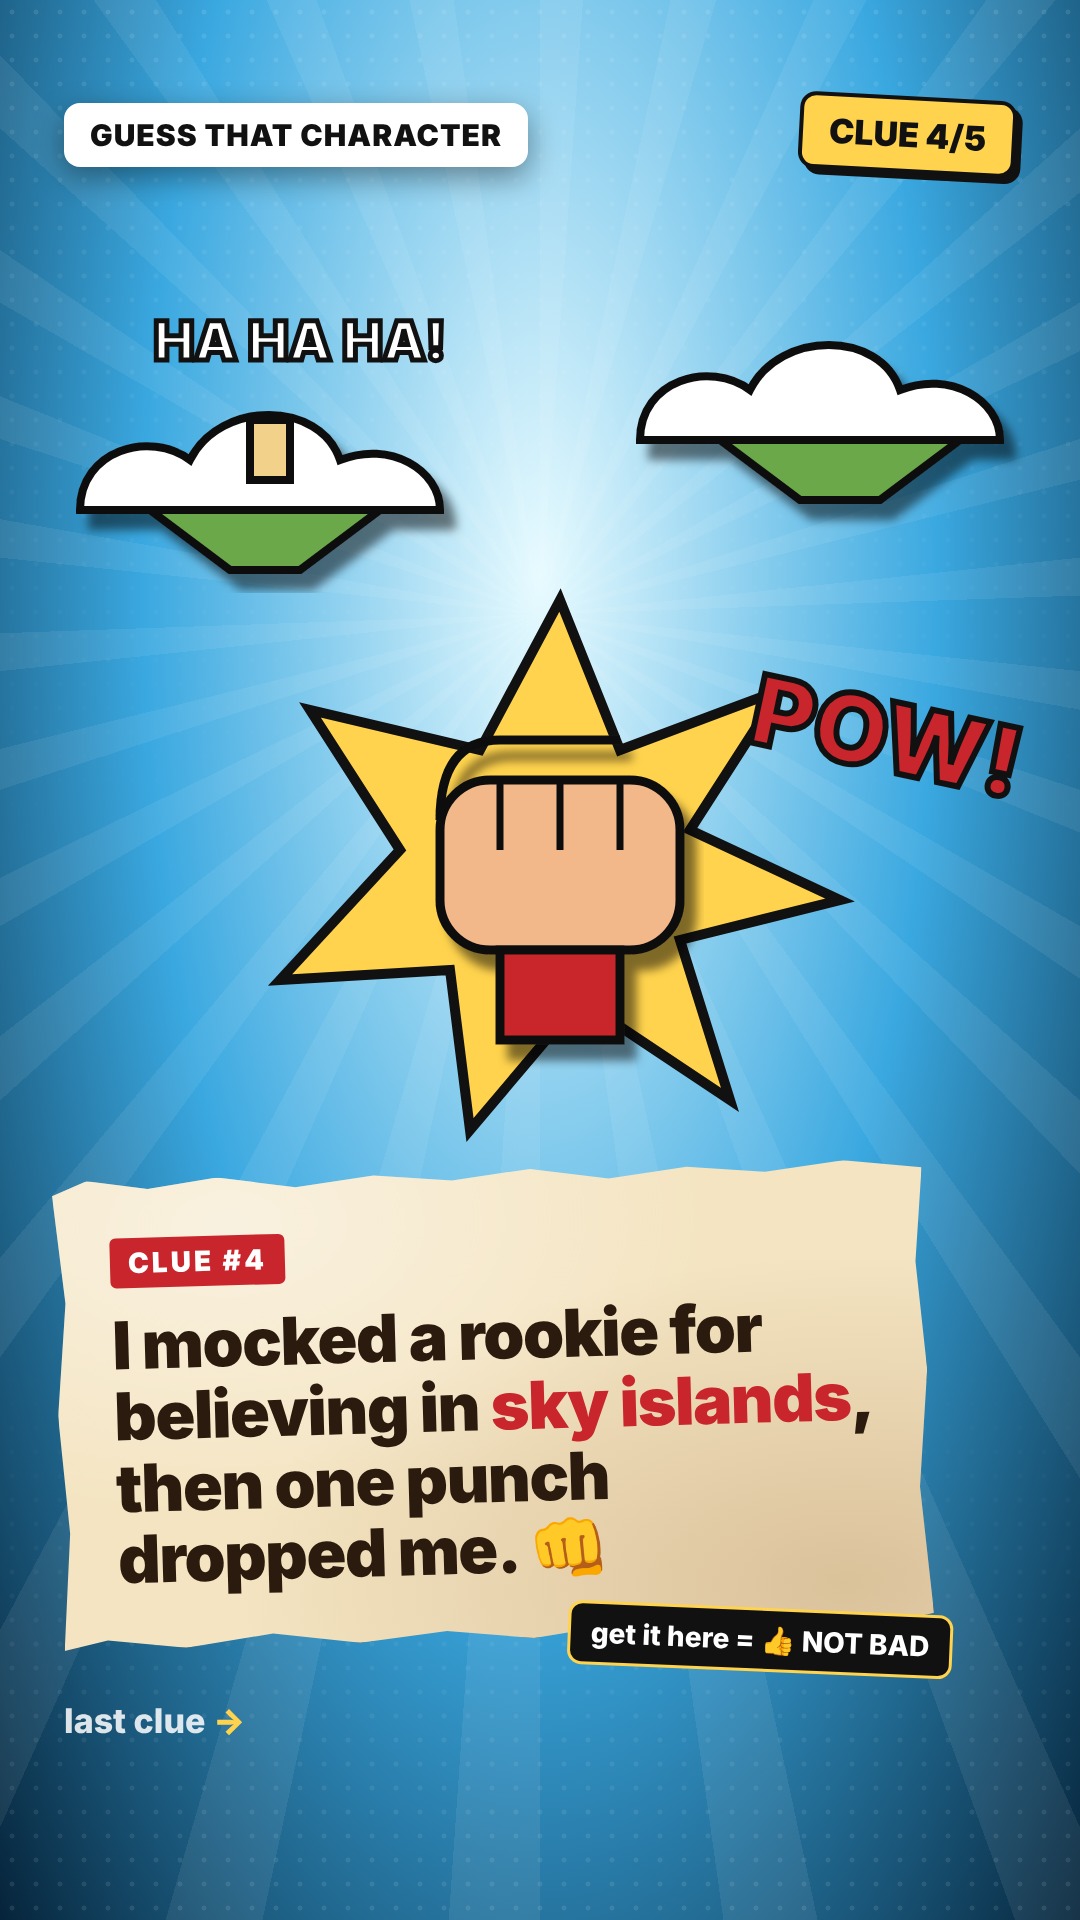 GUESS THAT CHARACTER
CLUE 4/5
HA HA HA!
POW!
CLUE #4
I mocked a rookie for
believing in sky islands,
then one punch
dropped me. 👊
get it here = 👍 NOT BAD
last clue →